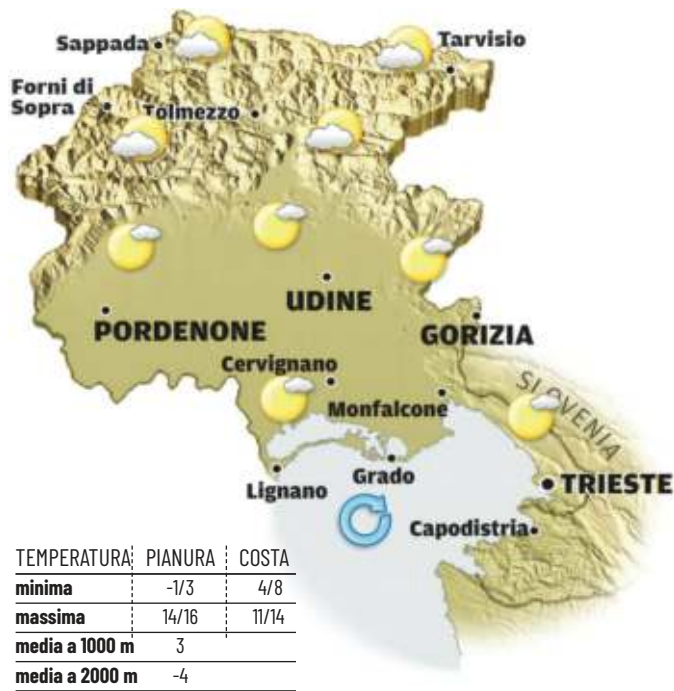 Sappada
Tarvisio
Forni di
Sopra
Tolmezzo
UDINE
PORDENONE
GORIZIA
Cervignano
Monfalcone
SLOVENIA
Lignano
Grado
TRIESTE
Capodistria
TEMPERATURA PIANURA COSTA
minima -1/3 4/8
massima 14/16 11/14
media a 1000 m 3
media a 2000 m -4